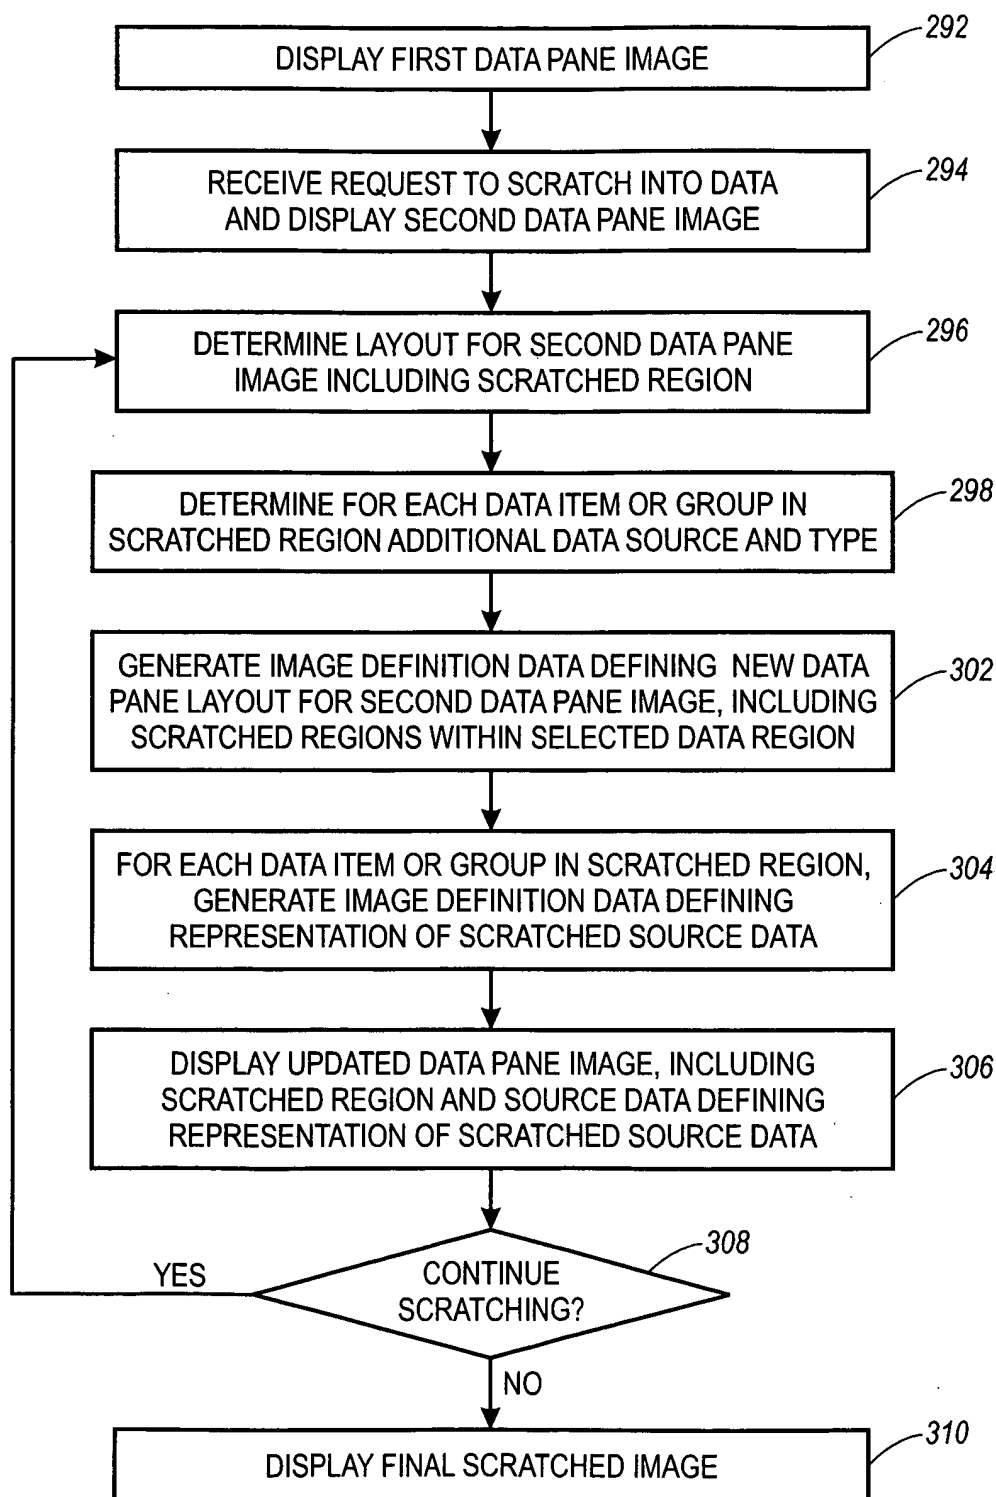 DISPLAY FIRST DATA PANE IMAGE
292
RECEIVE REQUEST TO SCRATCH INTO DATA
AND DISPLAY SECOND DATA PANE IMAGE
294
DETERMINE LAYOUT FOR SECOND DATA PANE
IMAGE INCLUDING SCRATCHED REGION
296
DETERMINE FOR EACH DATA ITEM OR GROUP IN
SCRATCHED REGION ADDITIONAL DATA SOURCE AND TYPE
298
GENERATE IMAGE DEFINITION DATA DEFINING NEW DATA
PANE LAYOUT FOR SECOND DATA PANE IMAGE, INCLUDING
SCRATCHED REGIONS WITHIN SELECTED DATA REGION
302
FOR EACH DATA ITEM OR GROUP IN SCRATCHED REGION,
GENERATE IMAGE DEFINITION DATA DEFINING
REPRESENTATION OF SCRATCHED SOURCE DATA
304
DISPLAY UPDATED DATA PANE IMAGE, INCLUDING
SCRATCHED REGION AND SOURCE DATA DEFINING
REPRESENTATION OF SCRATCHED SOURCE DATA
306
CONTINUE
SCRATCHING?
308
YES
NO
DISPLAY FINAL SCRATCHED IMAGE
310